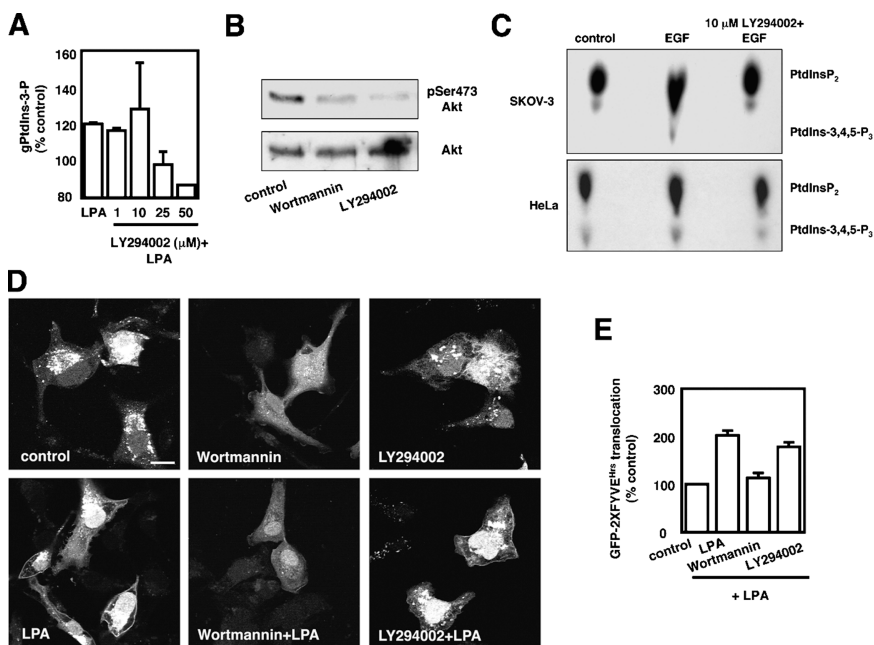 A
gPtdIns-3-P
(% control)
160
140
120
100
80
LPA 1 10 25 50
LY294002 (µM)+
LPA
B
pSer473
Akt
Akt
control
Wortmannin
LY294002
C
10 µM LY294002+
control EGF EGF
SKOV-3
PtdInsP2
PtdIns-3,4,5-P3
HeLa
PtdInsP2
PtdIns-3,4,5-P3
D
control
Wortmannin
LY294002
LPA
Wortmannin+LPA
LY294002+LPA
E
GFP-2XFYVEHrs translocation
(% control)
300
200
100
0
control
LPA
Wortmannin
LY294002
+ LPA